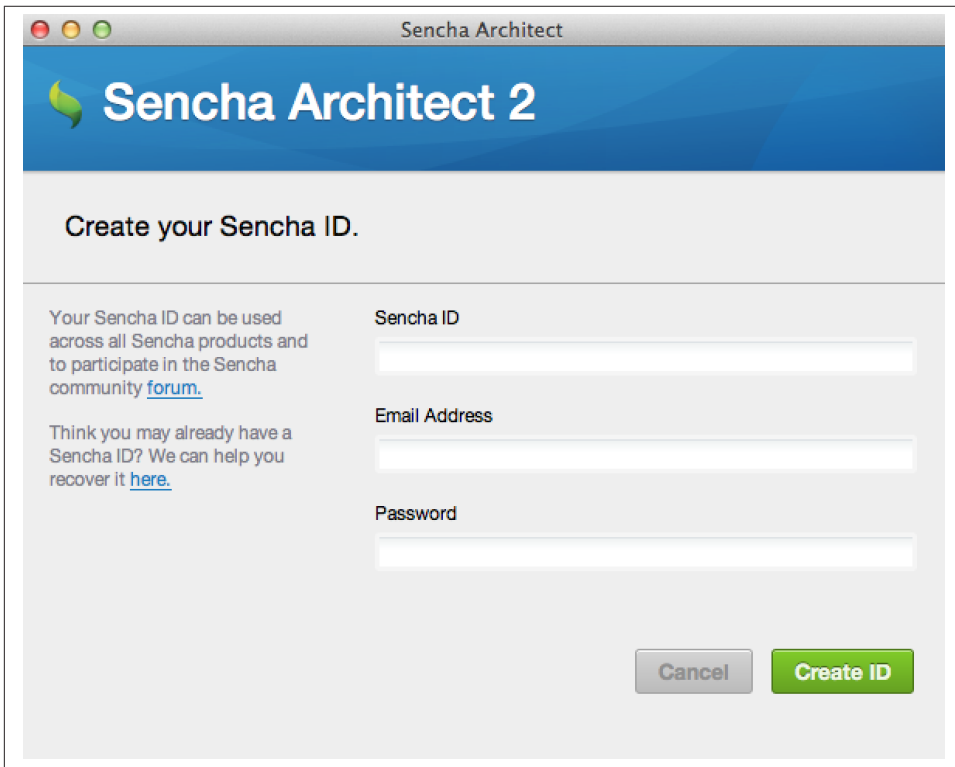 Sencha Architect
Sencha Architect 2
Create your Sencha ID.
Your Sencha ID can be used
across all Sencha products and
to participate in the Sencha
community forum.
Think you may already have a
Sencha ID? We can help you
recover it here.
Sencha ID
Email Address
Password
Cancel
Create ID